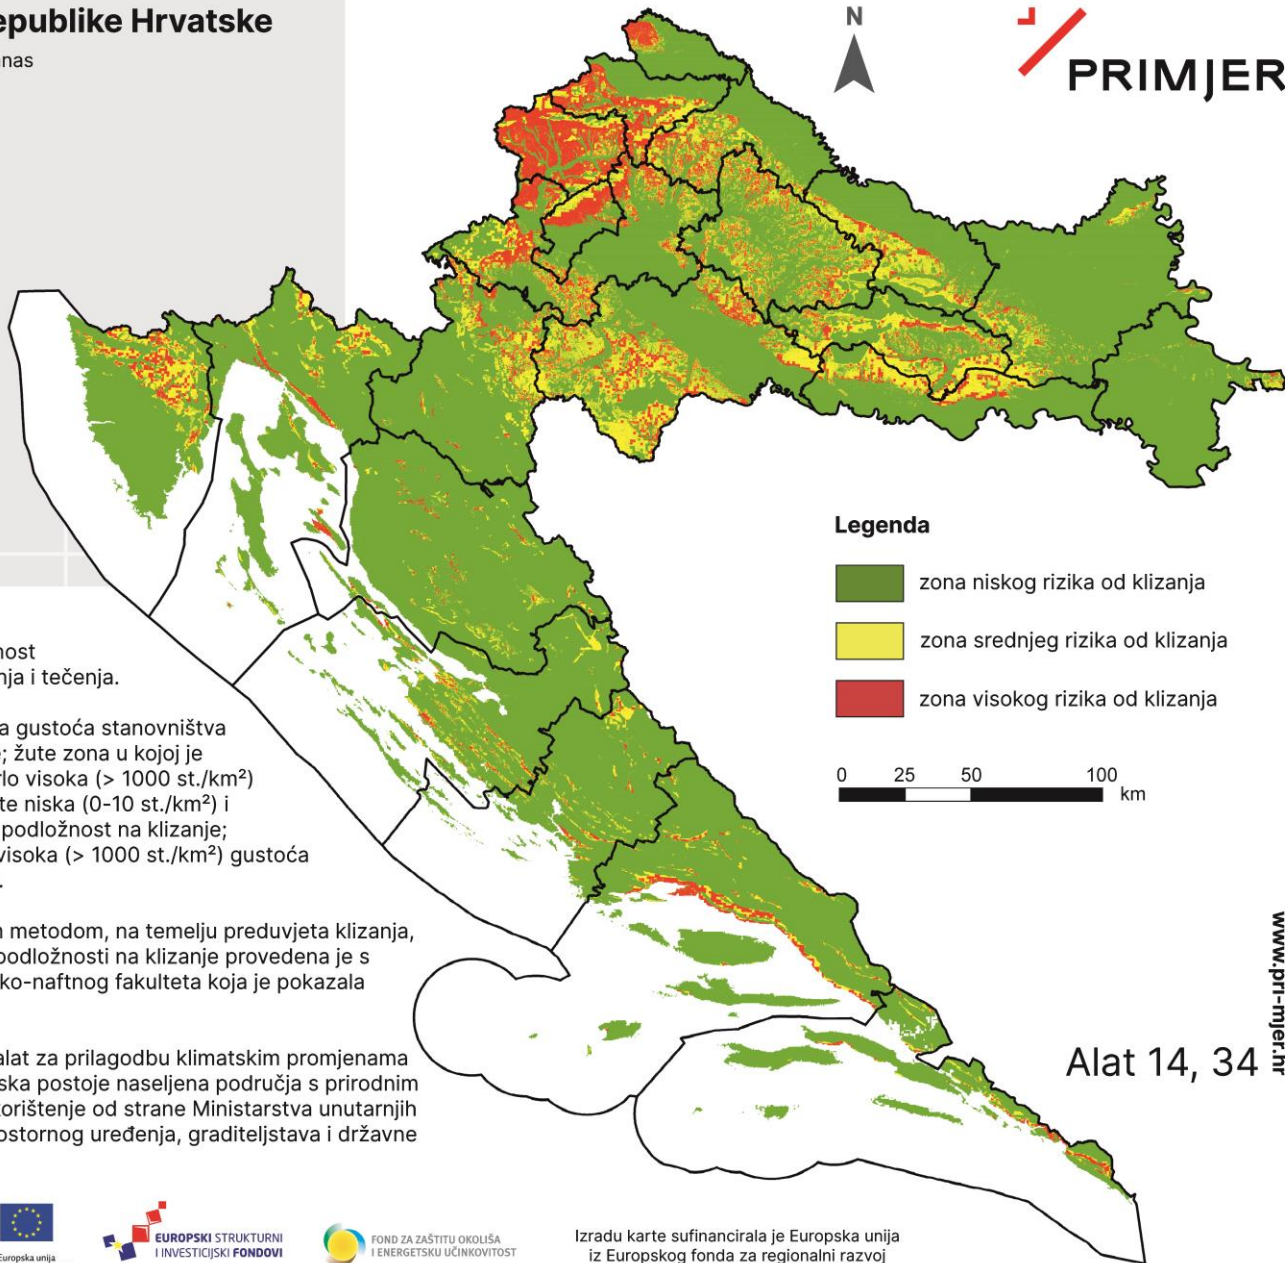 epublike Hrvatske
nas
N
PRIMJER
Legenda
zona niskog rizika od klizanja
zona srednjeg rizika od klizanja
zona visokog rizika od klizanja
0 25 50 100
km
nost
nja i tečenja.
a gustoća stanovništva
; žute zona u kojoj je
rlo visoka (> 1000 st./km²)
te niska (0-10 st./km²) i
podložnost na klizanje;
visoka (> 1000 st./km²) gustoća
.
n metodom, na temelju preduvjeta klizanja,
podložnosti na klizanje provedena je s
ko-naftnog fakulteta koja je pokazala
alat za prilagodbu klimatskim promjenama
ska postoje naseljena područja s prirodnim
korištenje od strane Ministarstva unutarnjih
ostornog uređenja, graditeljstava i državne
www.pri-mjer.hr
Alat 14, 34
Europska unija
EUROPSKI STRUKTURNI
I INVESTICIJSKI FONDOVI
FOND ZA ZAŠTITU OKOLIŠA
I ENERGETSKU UČINKOVITOST
Izradu karte sufinancirala je Europska unija
iz Europskog fonda za regionalni razvoj